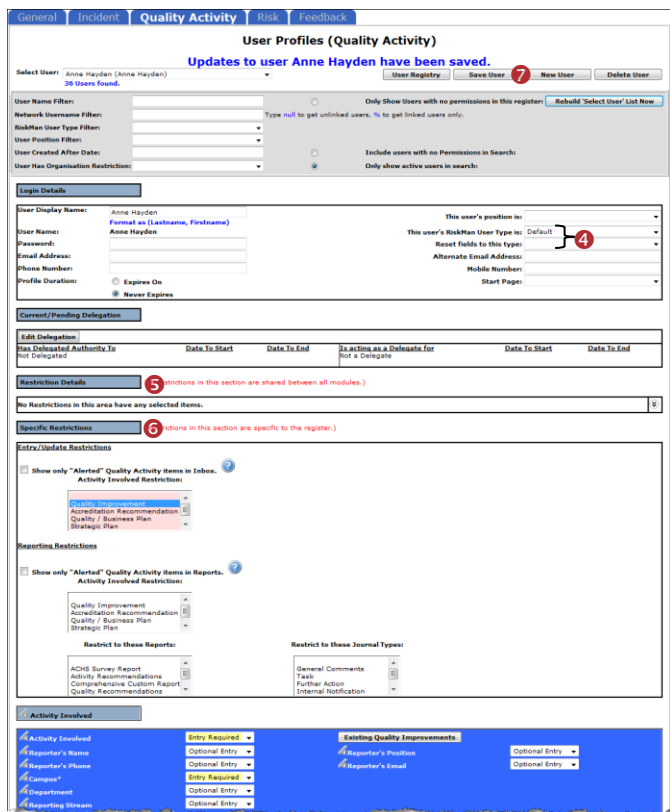 General Incident Quality Activity Risk Feedback
User Profiles (Quality Activity)
Updates to user Anne Hayden have been saved.
Select User: Anne Hayden (Anne Hayden) User Registry Save User 7 New User Delete User
36 Users found.
User Name Filter: Only Show Users with no permissions in this register: Rebuild 'Select User' List Now
Network Username Filter: Type null to get unlinked users, % to get linked users only.
RiskMan User Type Filter:
User Position Filter:
User Created After Date: Include users with no Permissions in Search:
User Has Organisation Restriction: Only show active users in search:
Login Details
User Display Name: Anne Hayden This user's position is:
Format as (Lastname, Firstname)
User Name: Anne Hayden This user's RiskMan User Type is: Default
Password: Reset fields to this type: 4
Email Address: Alternate Email Address:
Phone Number: Mobile Number:
Profile Duration: Expires On Start Page:
Never Expires
Current/Pending Delegation
Edit Delegation
Has Delegated Authority To Date To Start Date To End Is acting as a Delegate for Date To Start Date To End
Not Delegated Not a Delegate
Restriction Details 5 trictions in this section are shared between all modules.)
No Restrictions in this area have any selected items.
Specific Restrictions 6 ictions in this section are specific to the register.)
Entry/Update Restrictions
Show only "Alerted" Quality Activity items in Inbox. ?
Activity Involved Restriction:
Quality Improvement
Accreditation Recommendation
Quality / Business Plan
Strategic Plan
Reporting Restrictions
Show only "Alerted" Quality Activity items in Reports. ?
Activity Involved Restriction:
Quality Improvement
Accreditation Recommendation
Quality / Business Plan
Strategic Plan
Restrict to these Reports: Restrict to these Journal Types:
ACHS Survey Report General Comments
Activity Recommendations Task
Comprehensive Custom Report Further Action
Quality Recommendations Internal Notification
Activity Involved
Activity Involved Entry Required Existing Quality Improvements
Reporter's Name Optional Entry Reporter's Position Optional Entry
Reporter's Phone Optional Entry Reporter's Email Optional Entry
Campus* Entry Required
Department Optional Entry
Reporting Stream Optional Entry